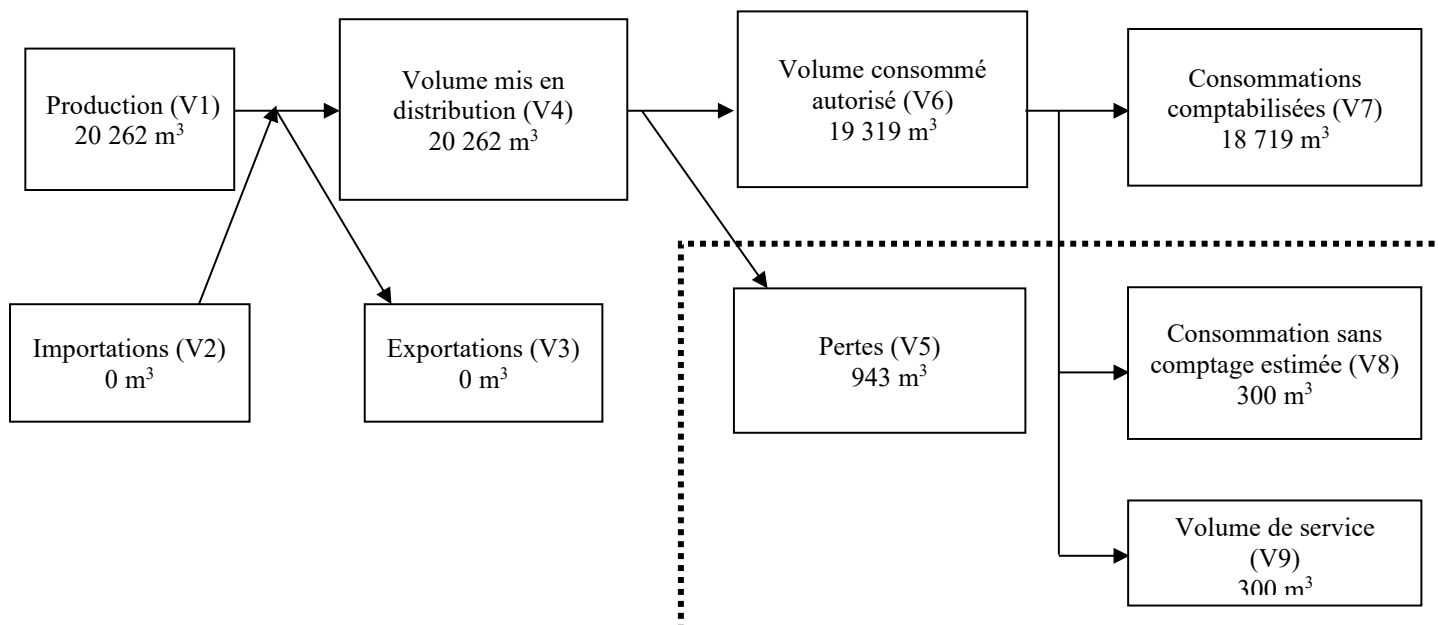 Production (V1)
20 262 m³
Volume mis en
distribution (V4)
20 262 m³
Volume consommé
autorisé (V6)
19 319 m³
Consommations
comptabilisées (V7)
18 719 m³
Importations (V2)
0 m³
Exportations (V3)
0 m³
Pertes (V5)
943 m³
Consommation sans
comptage estimée (V8)
300 m³
Volume de service
(V9)
300 m³